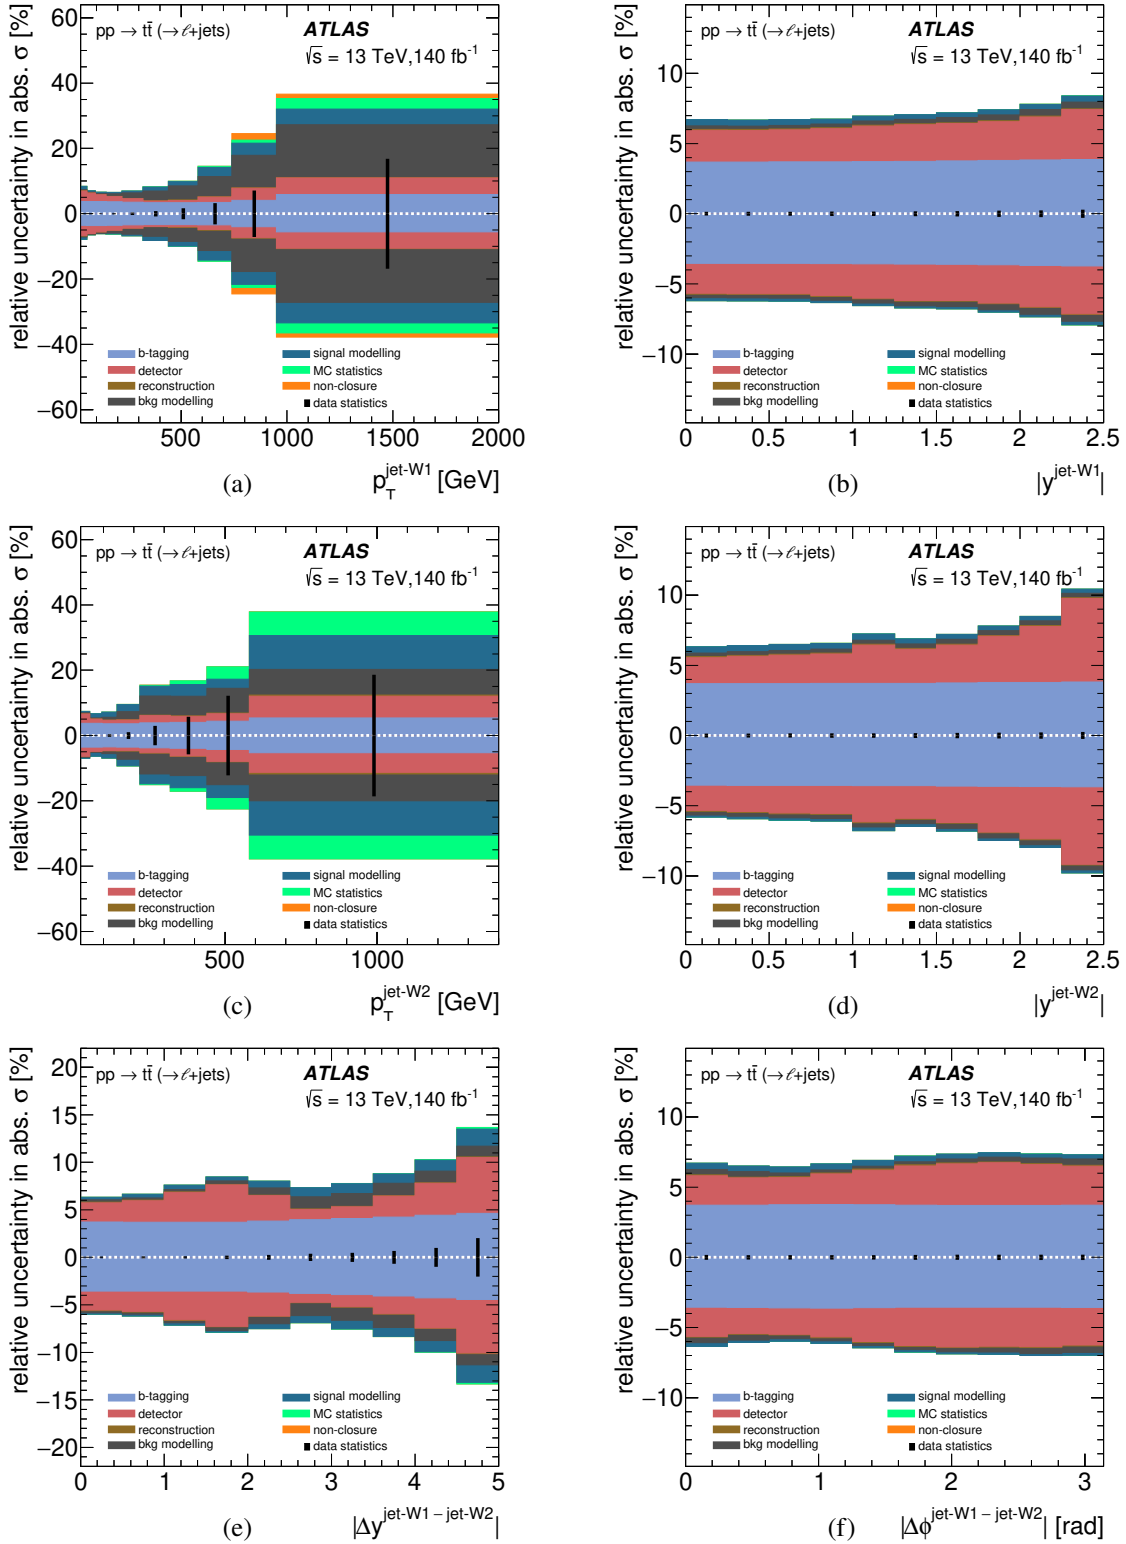 relative uncertainty in abs. σ [%]
pp → tt̄ (→ℓ+jets) ATLAS
√s = 13 TeV,140 fb-1
60
40
20
0
−20
−40
−60
b-tagging signal modelling
detector MC statistics
reconstruction non-closure
bkg modelling data statistics
500 1000 1500 2000
(a) p_T^jet-W1 [GeV]
relative uncertainty in abs. σ [%]
pp → tt̄ (→ℓ+jets) ATLAS
√s = 13 TeV,140 fb-1
10
5
0
−5
−10
b-tagging signal modelling
detector MC statistics
reconstruction non-closure
bkg modelling data statistics
0 0.5 1 1.5 2 2.5
(b) |y^jet-W1|
relative uncertainty in abs. σ [%]
pp → tt̄ (→ℓ+jets) ATLAS
√s = 13 TeV,140 fb-1
60
40
20
0
−20
−40
−60
b-tagging signal modelling
detector MC statistics
reconstruction non-closure
bkg modelling data statistics
500 1000
(c) p_T^jet-W2 [GeV]
relative uncertainty in abs. σ [%]
pp → tt̄ (→ℓ+jets) ATLAS
√s = 13 TeV,140 fb-1
10
5
0
−5
−10
b-tagging signal modelling
detector MC statistics
reconstruction non-closure
bkg modelling data statistics
0 0.5 1 1.5 2 2.5
(d) |y^jet-W2|
relative uncertainty in abs. σ [%]
pp → tt̄ (→ℓ+jets) ATLAS
√s = 13 TeV,140 fb-1
20
15
10
5
0
−5
−10
−15
−20
b-tagging signal modelling
detector MC statistics
reconstruction non-closure
bkg modelling data statistics
0 1 2 3 4 5
(e) |Δy^jet-W1 − jet-W2|
relative uncertainty in abs. σ [%]
pp → tt̄ (→ℓ+jets) ATLAS
√s = 13 TeV,140 fb-1
10
5
0
−5
−10
b-tagging signal modelling
detector MC statistics
reconstruction non-closure
bkg modelling data statistics
0 1 2 3
(f) |Δϕ^jet-W1 − jet-W2| [rad]